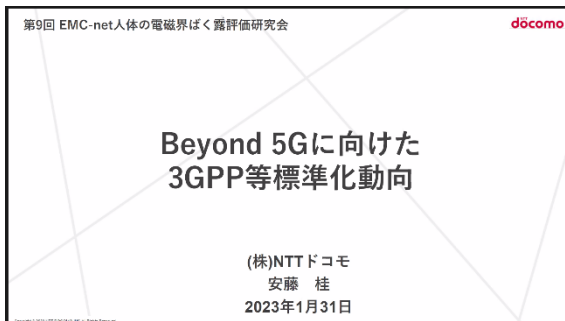 第9回 EMC-net人体の電磁界ばく露評価研究会
döcomo
Beyond 5Gに向けた
3GPP等標準化動向
(株)NTTドコモ
安藤 桂
2023年1月31日